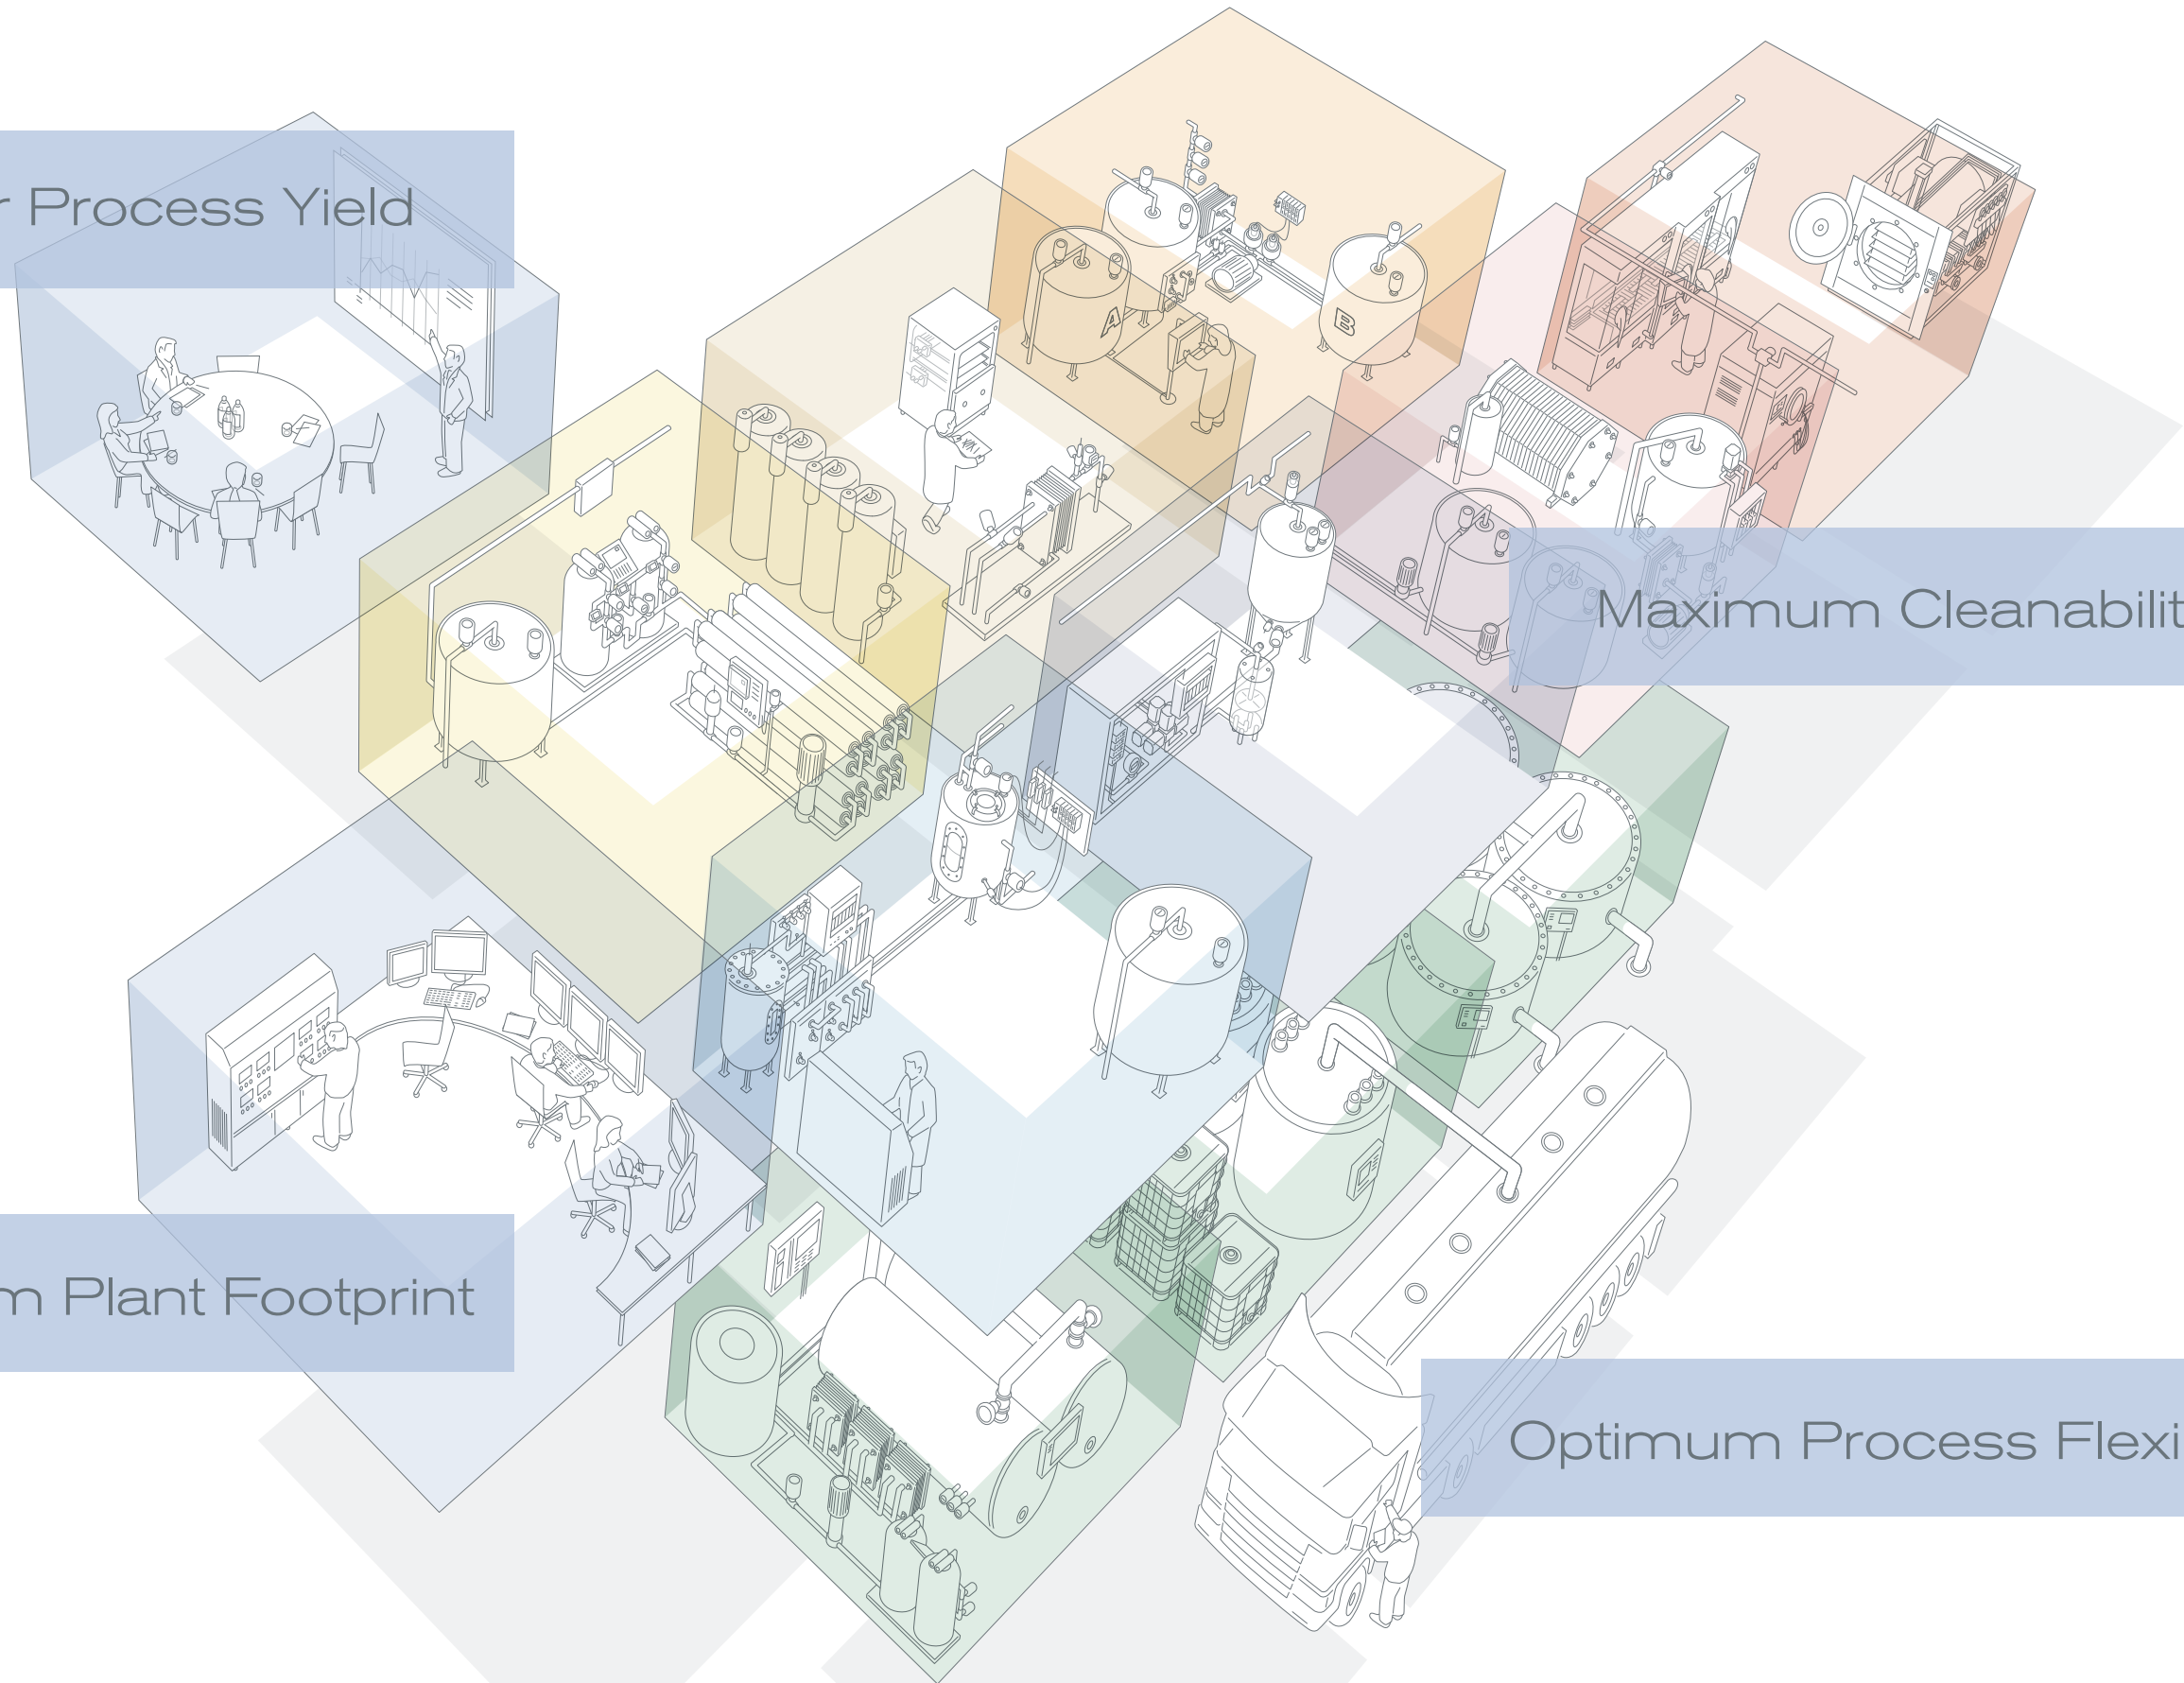 r Process Yield
A
B
Maximum Cleanabilit
m Plant Footprint
Optimum Process Flexi